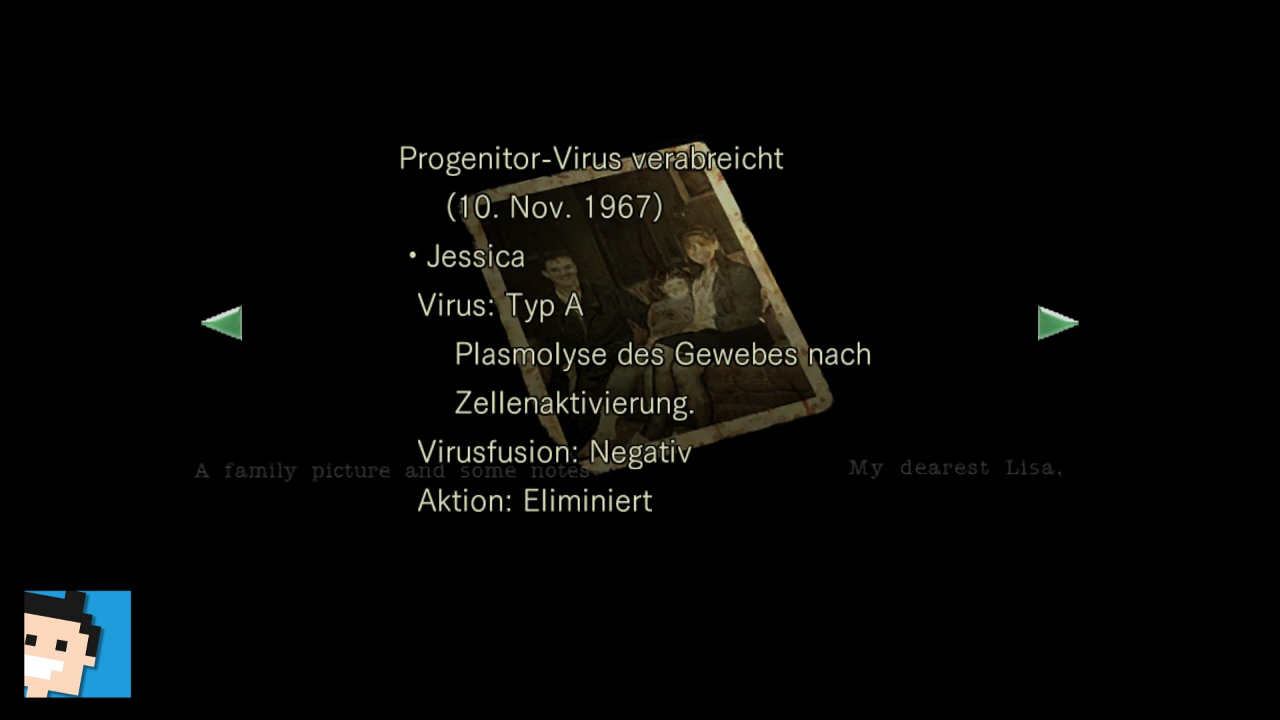 Progenitor-Virus verabreicht
(10. Nov. 1967)
• Jessica
Virus: Typ A
Plasmolyse des Gewebes nach
Zellenaktivierung.
Virusfusion: Negativ
A family picture and some notes
My dearest Lisa,
Aktion: Eliminiert